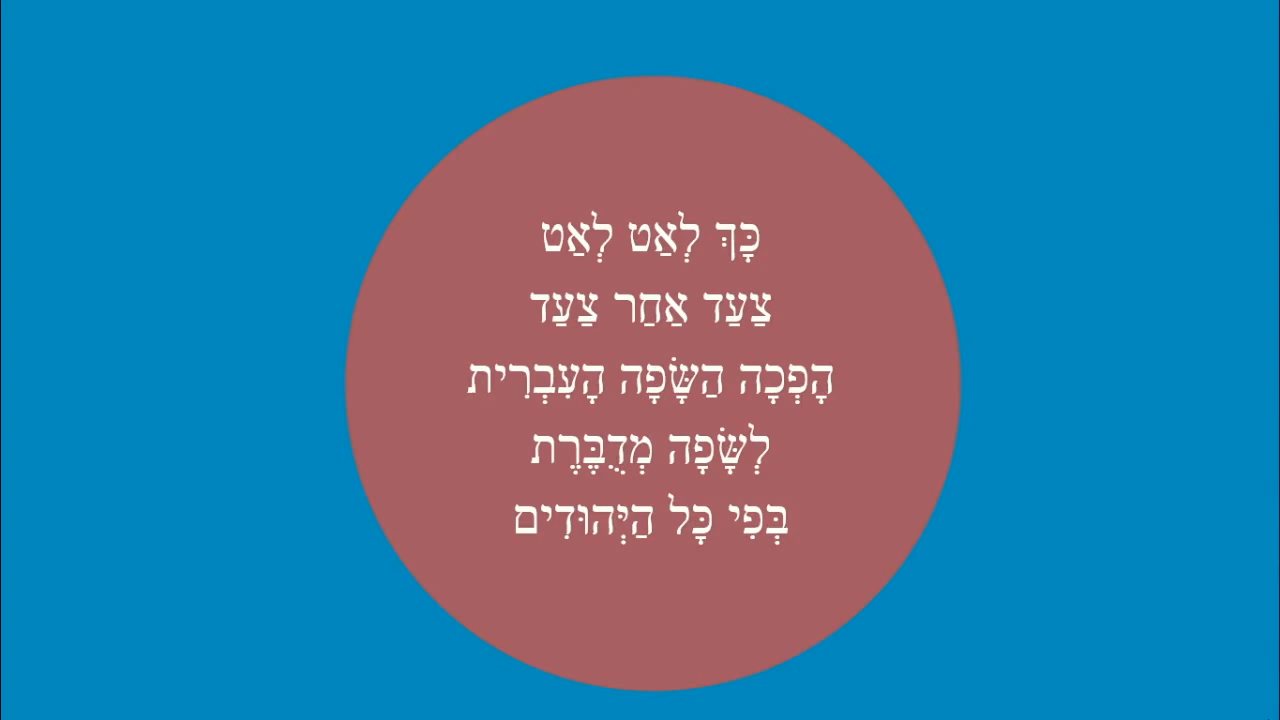 כָּךְ לְאַט לְאַט
צַעַד אַחַר צַעַד
הָפְכָה הַשָּׂפָה הָעִבְרִית
לְשָּׂפָה מְדֻבֶּרֶת
בְּפִי כָּל הַיְּהוּדִים